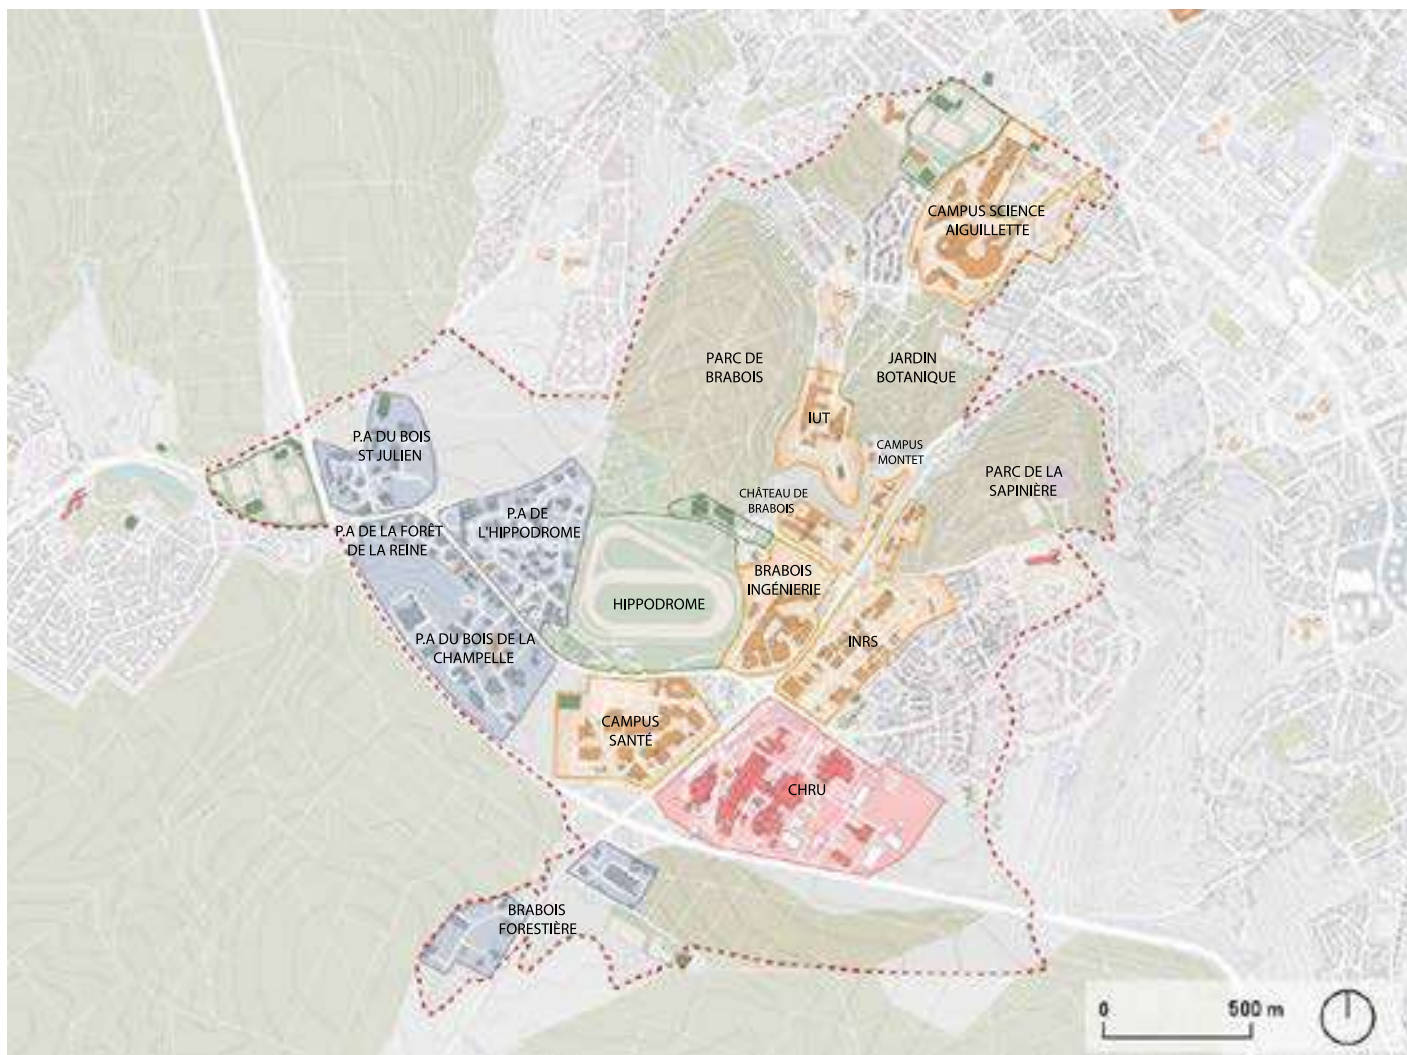 CAMPUS SCIENCE
AIGUILLETTE
PARC DE
BRABOIS
JARDIN
BOTANIQUE
IUT
P.A DU BOIS
ST JULIEN
CAMPUS
MONTET
PARC DE LA
SAPINIÈRE
CHÂTEAU DE
BRABOIS
P.A DE
L'HIPPODROME
P.A DE LA FORÊT
DE LA REINE
BRABOIS
INGÉNIERIE
HIPPODROME
P.A DU BOIS DE LA
CHAMPELLE
INRS
CAMPUS
SANTÉ
CHRU
BRABOIS
FORESTIÈRE
0 500 m